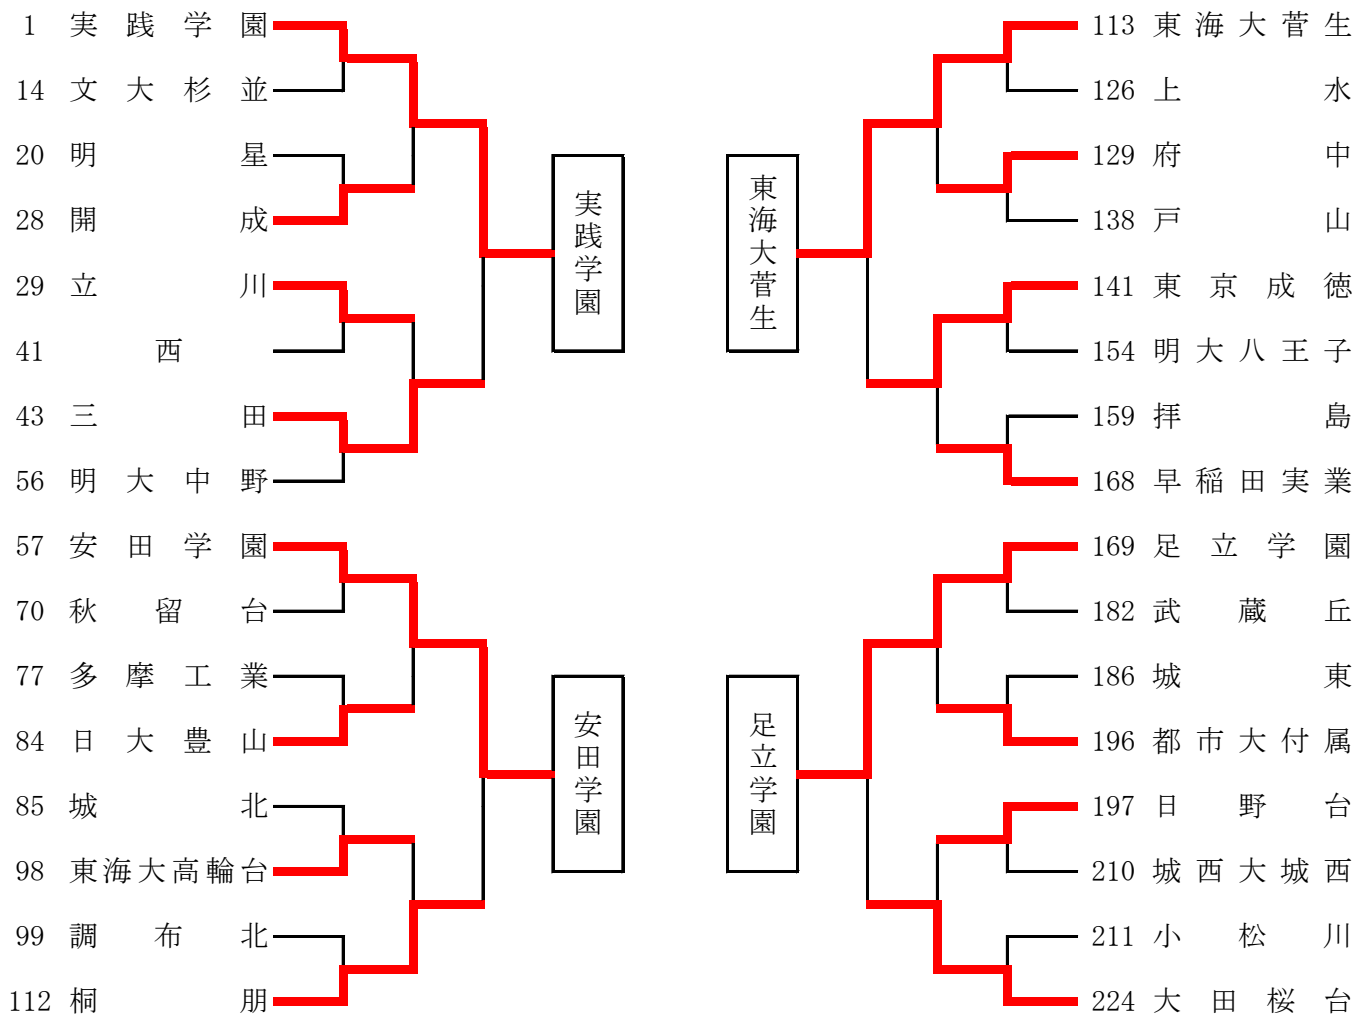 1 実践学園
14 文大杉並
20 明星
28 開成
29 立川
41 西
43 三田
56 明大中野
57 安田学園
70 秋留台
77 多摩工業
84 日大豊山
85 城北
98 東海大高輪台
99 調布北
112 桐朋
実践学園
安田学園
東海大菅生
足立学園
113 東海大菅生
126 上水
129 府中
138 戸山
141 東京成徳
154 明大八王子
159 拝島
168 早稲田実業
169 足立学園
182 武蔵丘
186 城東
196 都市大付属
197 日野台
210 城西大城西
211 小松川
224 大田桜台